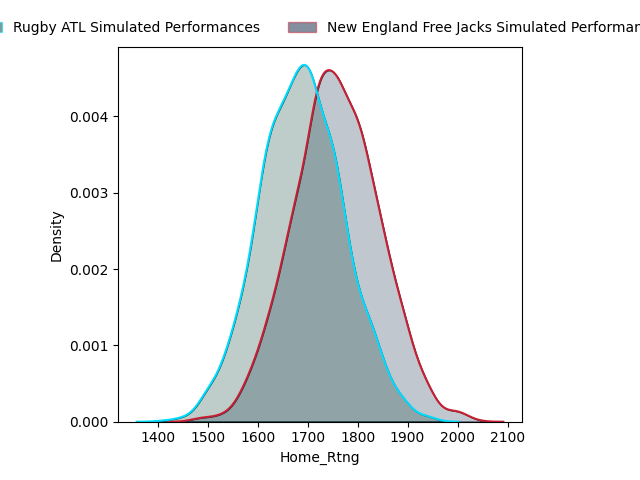 Rugby ATL Simulated Performances
New England Free Jacks Simulated
0.004
0.003
0.002
0.001
0.000
Density
1400 1500 1600 1700 1800 1900 2000 2100
Home_Rtng